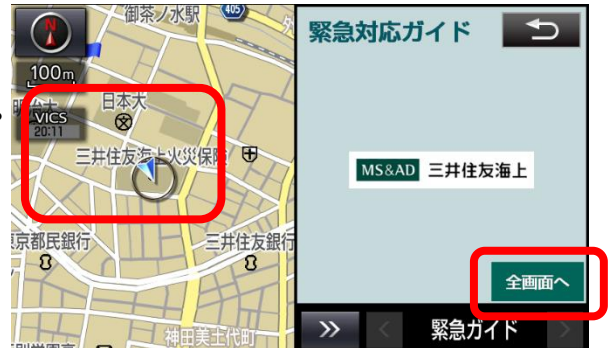 御茶ノ水駅
405
N
100m
明治大
VICS
20:11
日本大
三井住友海上火災保険
京都民銀行
三井住友銀行
神田美土代町
緊急対応ガイド
MS&AD 三井住友海上
全画面へ
>> < 緊急ガイド >